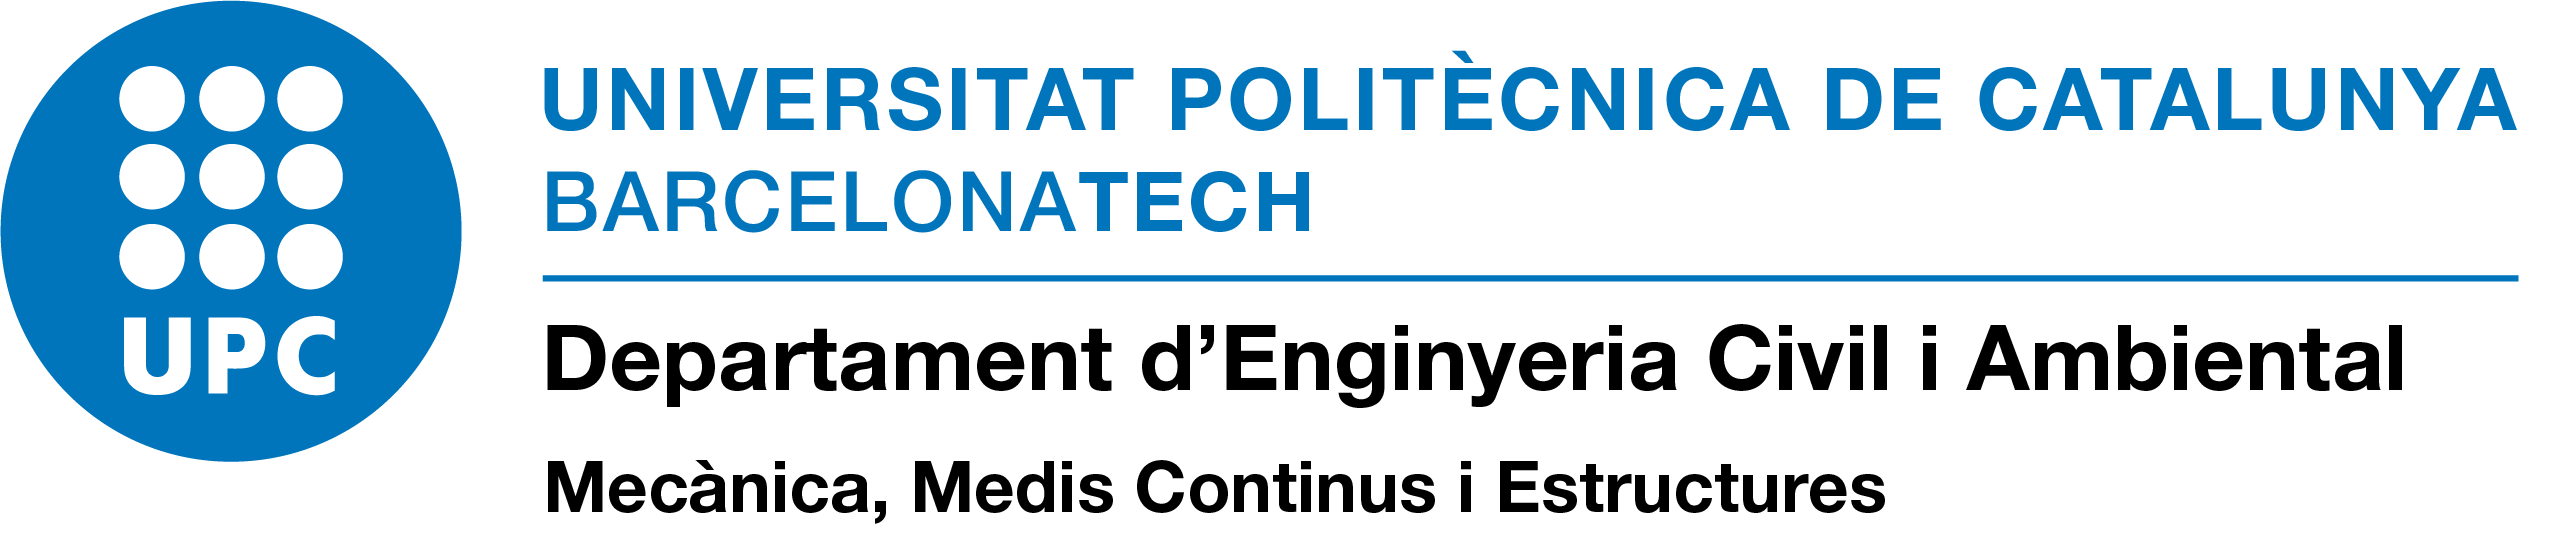 UPC
UNIVERSITAT POLITÈCNICA DE CATALUNYA
BARCELONATECH
Departament d’Enginyeria Civil i Ambiental
Mecànica, Medis Continus i Estructures